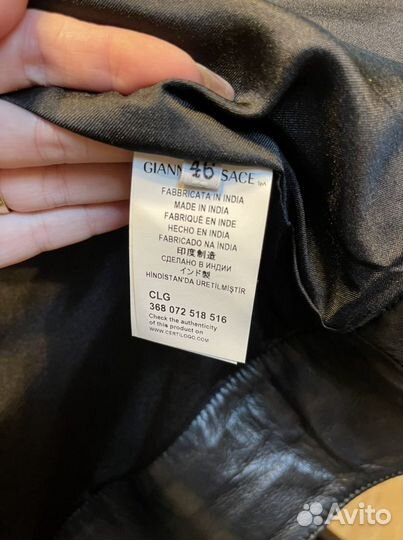 46
GIANN SACE SpA
FABBRICATA IN INDIA
MADE IN INDIA
FABRIQUÉ EN INDE
HECHO EN INDIA
FABRICADO NA ÍNDIA
印度制造
СДЕЛАНО В ИНДИИ
インド製
HİNDİSTAN'DA ÜRETİLMİŞTİR
CLG
368 072 518 516
Check the authenticity
of this product on
WWW.CERTILOGO.COM
Avito